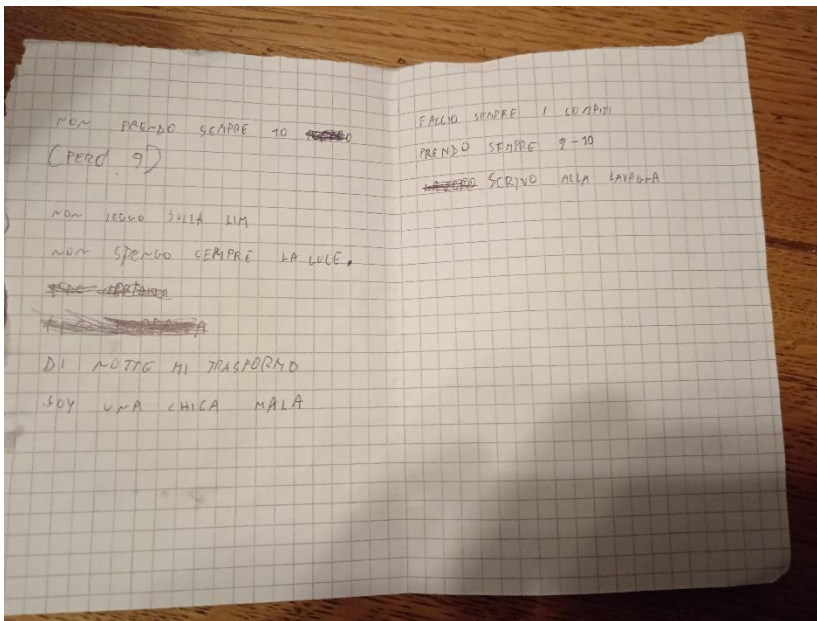 NON PRENDO SEMPRE 10
(PERÒ 9)
NON LEGGO SULLA LIM
NON SPENGO SEMPRE LA LUCE.
DI NOTTE MI TRASFORMO
SOY UNA CHICA MALA
FACCIO SEMPRE I COMPITI
PRENDO SEMPRE 9-10
SCRIVO ALLA LAVAGNA